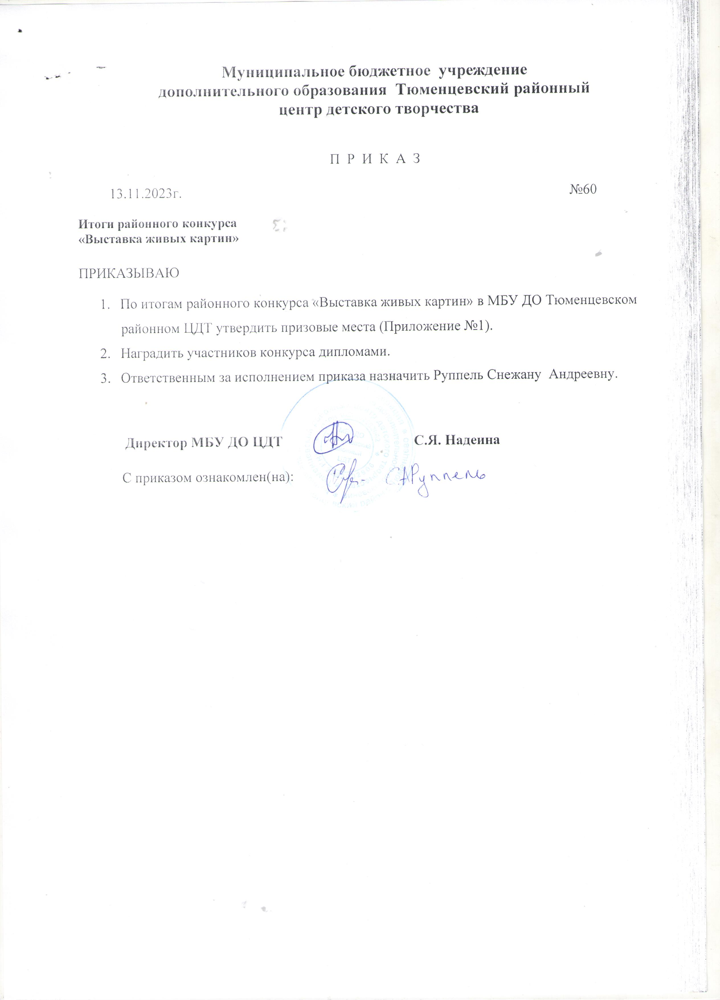 Муниципальное бюджетное учреждение
дополнительного образования Тюменцевский районный
центр детского творчества
П Р И К А З
13.11.2023г. №60
Итоги районного конкурса
«Выставка живых картин»
ПРИКАЗЫВАЮ
1. По итогам районного конкурса «Выставка живых картин» в МБУ ДО Тюменцевском
районном ЦДТ утвердить призовые места (Приложение №1).
2. Наградить участников конкурса дипломами.
3. Ответственным за исполнением приказа назначить Руппель Снежану Андреевну.
Директор МБУ ДО ЦДТ С.Я. Надеина
С приказом ознакомлен(на): С.А Руппель